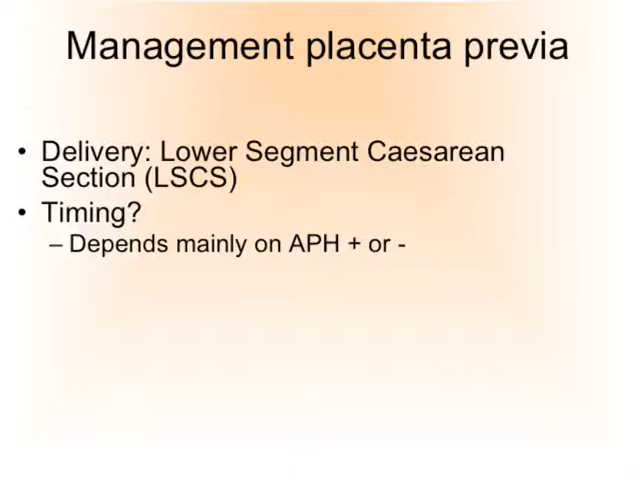 Management placenta previa
• Delivery: Lower Segment Caesarean
Section (LSCS)
• Timing?
– Depends mainly on APH + or -